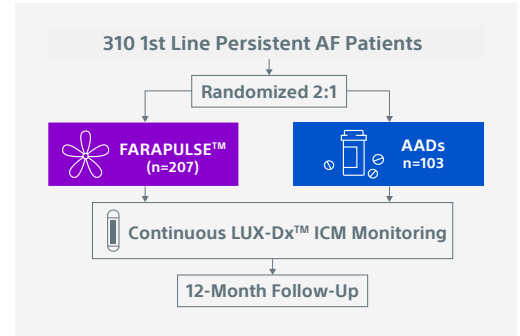 310 1st Line Persistent AF Patients
Randomized 2:1
FARAPULSE™
(n=207)
AADs
n=103
Continuous LUX-Dx™ ICM Monitoring
12-Month Follow-Up